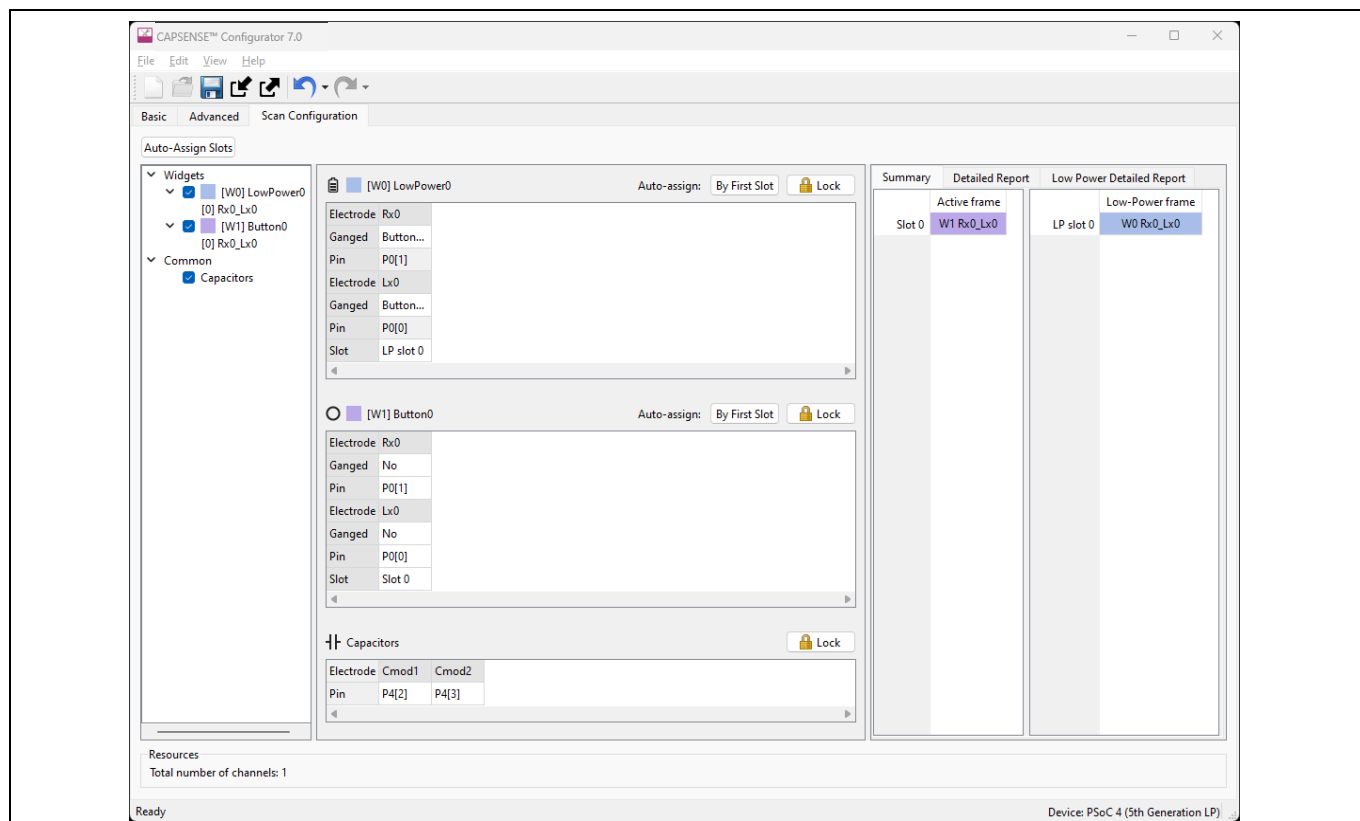 CAPSENSE™ Configurator 7.0
File Edit View Help
Basic Advanced Scan Configuration
Auto-Assign Slots
Widgets
[W0] LowPower0
[0] Rx0_Lx0
[W1] Button0
[0] Rx0_Lx0
Common
Capacitors
[W0] LowPower0 Auto-assign: By First Slot Lock
Electrode Rx0
Ganged Button...
Pin P0[1]
Electrode Lx0
Ganged Button...
Pin P0[0]
Slot LP slot 0
[W1] Button0 Auto-assign: By First Slot Lock
Electrode Rx0
Ganged No
Pin P0[1]
Electrode Lx0
Ganged No
Pin P0[0]
Slot Slot 0
Capacitors Lock
Electrode Cmod1 Cmod2
Pin P4[2] P4[3]
Summary Detailed Report Low Power Detailed Report
Active frame Low-Power frame
Slot 0 W1 Rx0_Lx0 LP slot 0 W0 Rx0_Lx0
Resources
Total number of channels: 1
Ready Device: PSoC 4 (5th Generation LP)